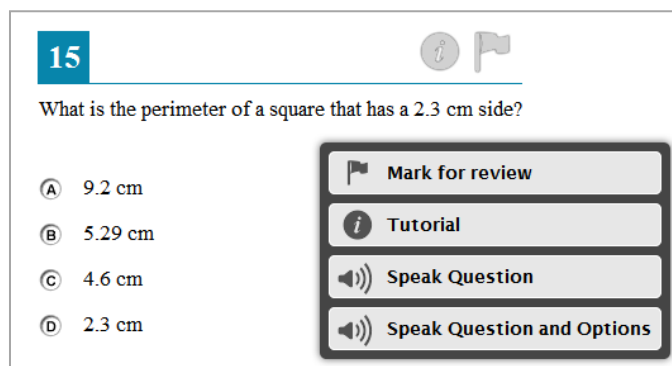 15
What is the perimeter of a square that has a 2.3 cm side?
A 9.2 cm
B 5.29 cm
C 4.6 cm
D 2.3 cm
Mark for review
i Tutorial
Speak Question
Speak Question and Options